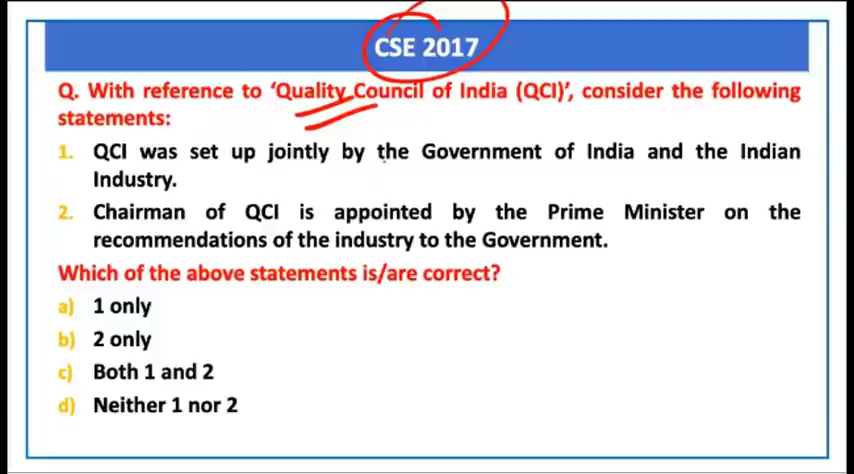 CSE 2017
Q. With reference to ‘Quality Council of India (QCI)’, consider the following
statements:
1. QCI was set up jointly by the Government of India and the Indian
Industry.
2. Chairman of QCI is appointed by the Prime Minister on the
recommendations of the industry to the Government.
Which of the above statements is/are correct?
a) 1 only
b) 2 only
c) Both 1 and 2
d) Neither 1 nor 2